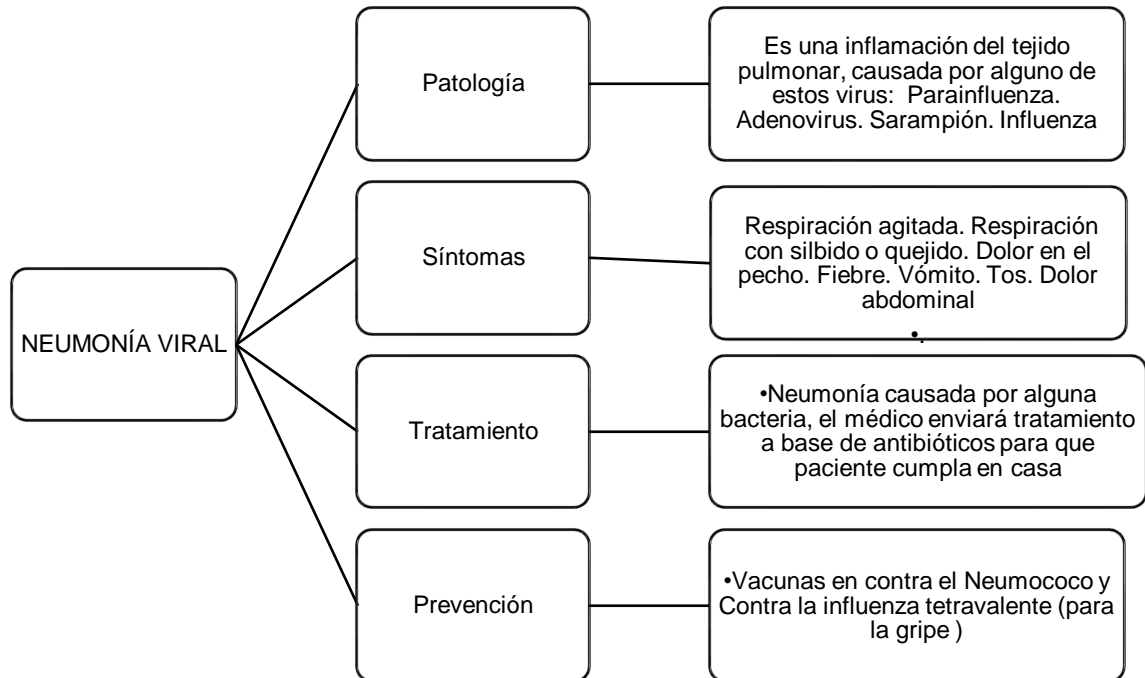 Patología
Es una inflamación del tejido
pulmonar, causada por alguno de
estos virus:  Parainfluenza.
Adenovirus. Sarampión. Influenza
Síntomas
Respiración agitada. Respiración
con silbido o quejido. Dolor en el
pecho. Fiebre. Vómito. Tos. Dolor
abdominal
•.
NEUMONÍA VIRAL
Tratamiento
•Neumonía causada por alguna
bacteria, el médico enviará tratamiento
a base de antibióticos para que
paciente cumpla en casa
Prevención
•Vacunas en contra el Neumococo y
Contra la influenza tetravalente (para
la gripe )